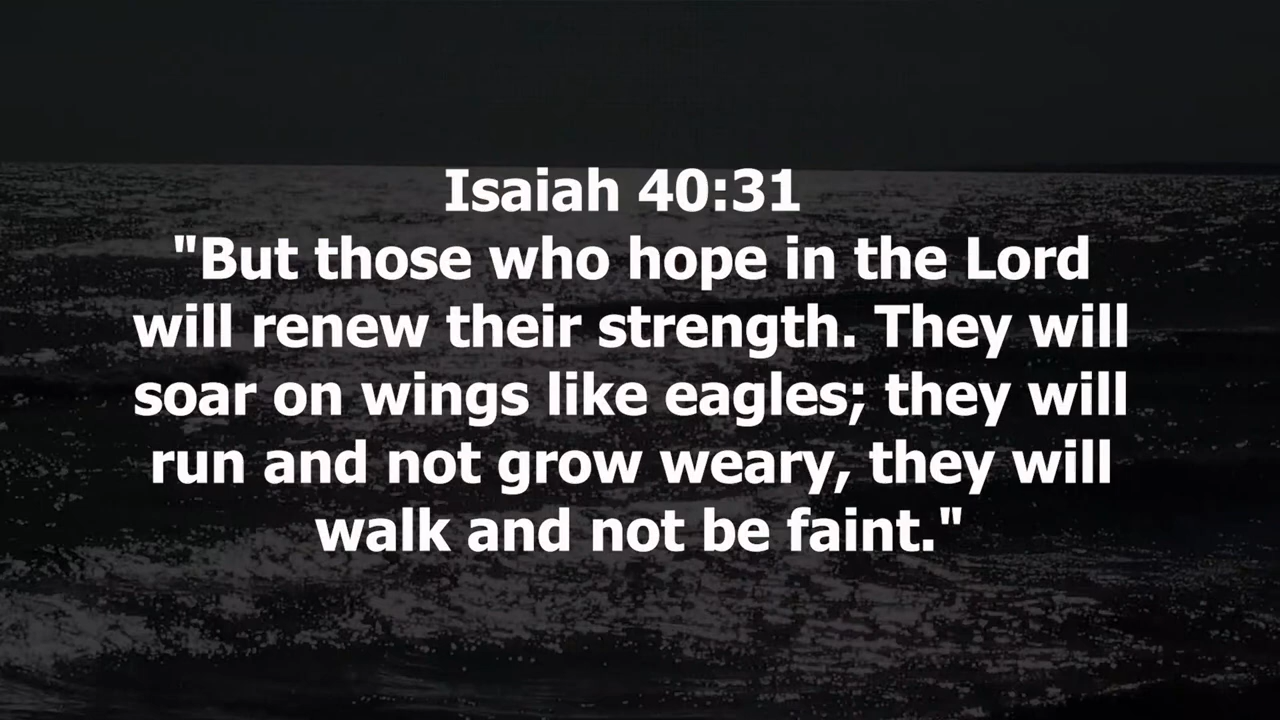 Isaiah 40:31
"But those who hope in the Lord
will renew their strength. They will
soar on wings like eagles; they will
run and not grow weary, they will
walk and not be faint."